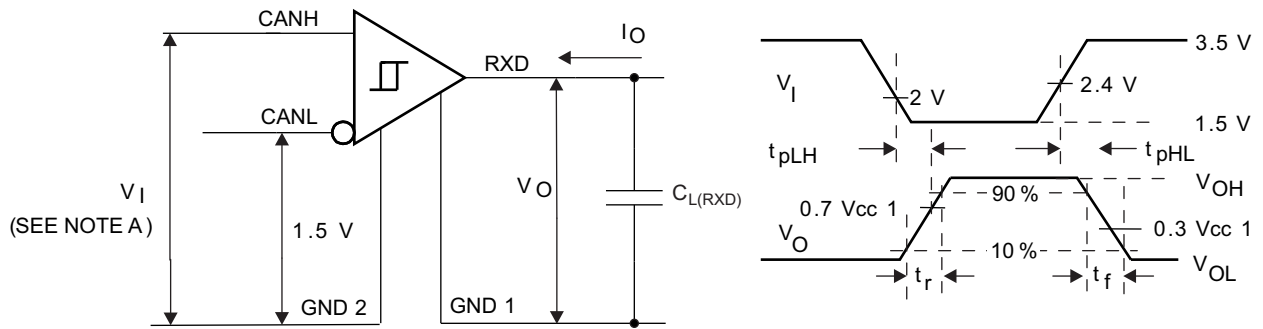 CANH
CANL
RXD
I_O
V_I
(SEE NOTE A)
1.5 V
GND 2
GND 1
V_O
C_L(RXD)
V_I
2 V
2.4 V
3.5 V
1.5 V
t_pLH
t_pHL
V_OH
90 %
0.7 Vcc 1
0.3 Vcc 1
V_O
10 %
V_OL
t_r
t_f